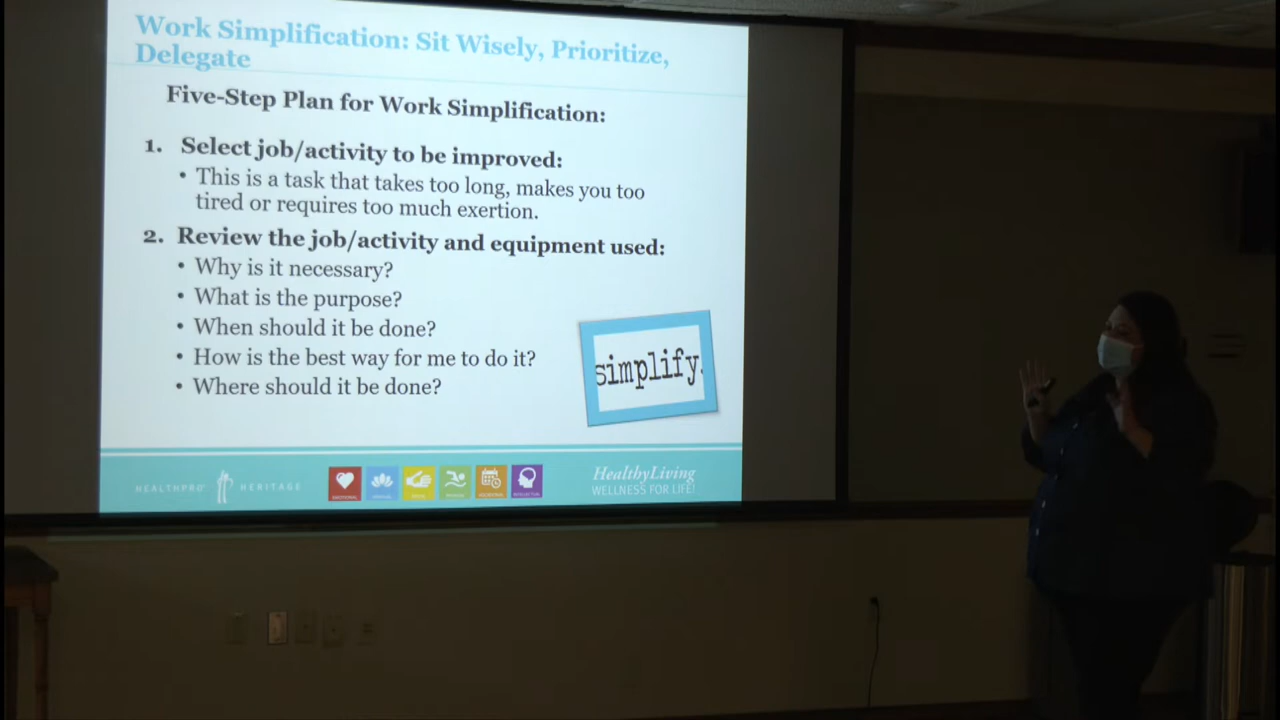 Work Simplification: Sit Wisely, Prioritize,
Delegate
Five-Step Plan for Work Simplification:
1. Select job/activity to be improved:
• This is a task that takes too long, makes you too
tired or requires too much exertion.
2. Review the job/activity and equipment used:
• Why is it necessary?
• What is the purpose?
• When should it be done?
• How is the best way for me to do it?
• Where should it be done?
simplify.
HEALTHPRO HERITAGE
EMOTIONAL
HealthyLiving
WELLNESS FOR LIFE!